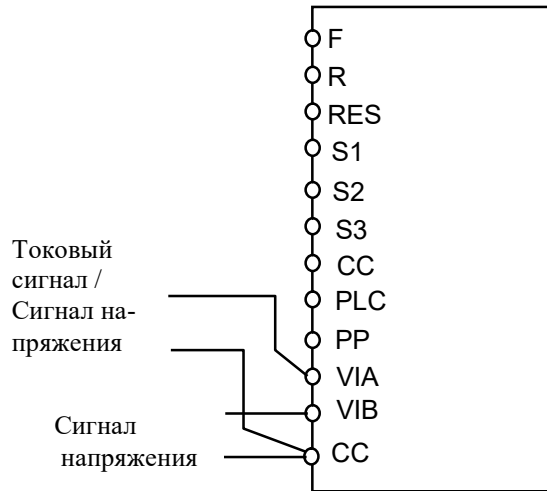 F
R
RES
S1
S2
S3
CC
PLC
PP
VIA
VIB
CC
Токовый
сигнал /
Сигнал на-
пряжения
Сигнал
напряжения